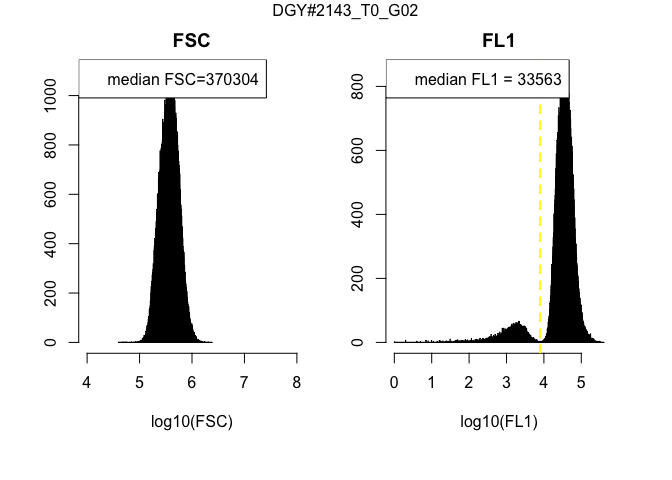 DGY#2143_T0_G02
FSC
median FSC=370304
0
200
400
600
800
1000
4 5 6 7 8
log10(FSC)
FL1
median FL1 = 33563
0
200
400
600
800
0 1 2 3 4 5
log10(FL1)